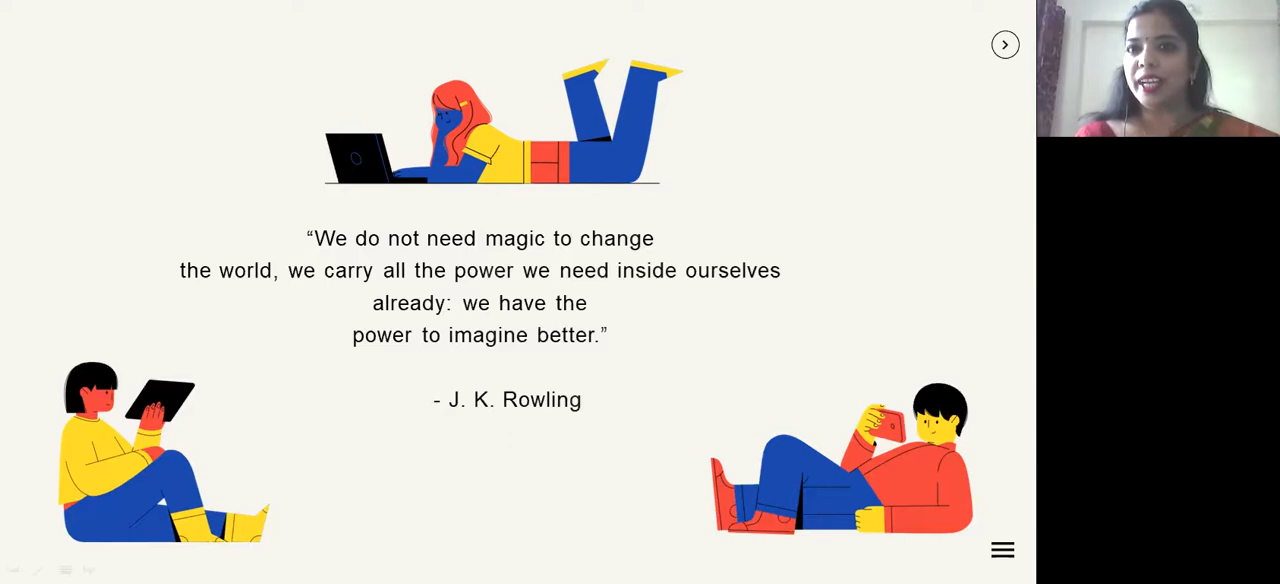 “We do not need magic to change
the world, we carry all the power we need inside ourselves
already: we have the
power to imagine better.”
- J. K. Rowling